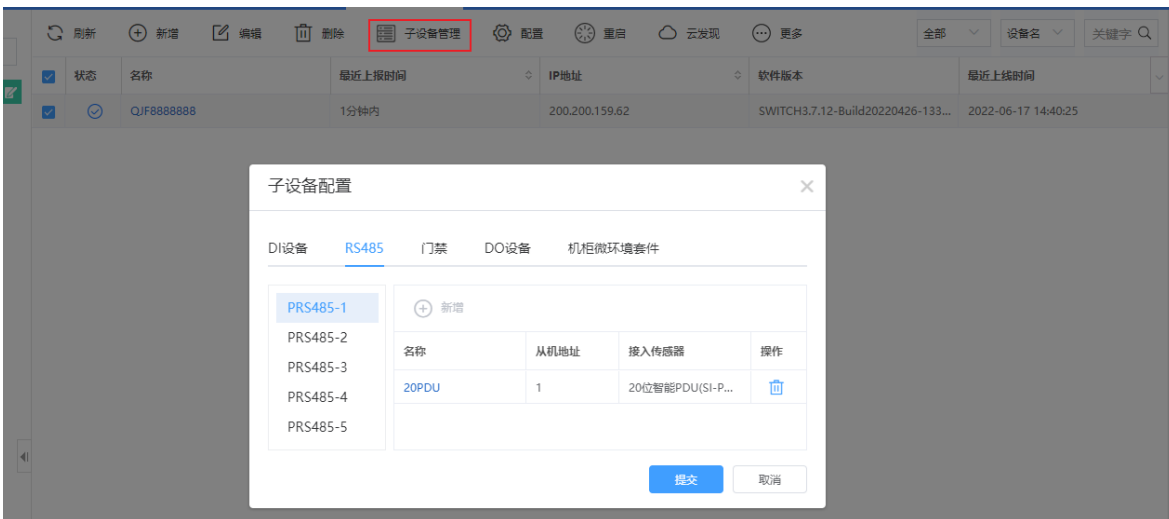 刷新 新增 编辑 删除 子设备管理 配置 重启 云发现 更多 全部 设备名 关键字
状态 名称 最近上报时间 IP地址 软件版本 最近上线时间
QJF8888888 1分钟内 200.200.159.62 SWITCH3.7.12-Build20220426-133... 2022-06-17 14:40:25
子设备配置
DI设备 RS485 门禁 DO设备 机柜微环境套件
PRS485-1 新增
PRS485-2
名称 从机地址 接入传感器 操作
PRS485-3
20PDU 1 20位智能PDU(SI-P...
PRS485-4
PRS485-5
提交 取消